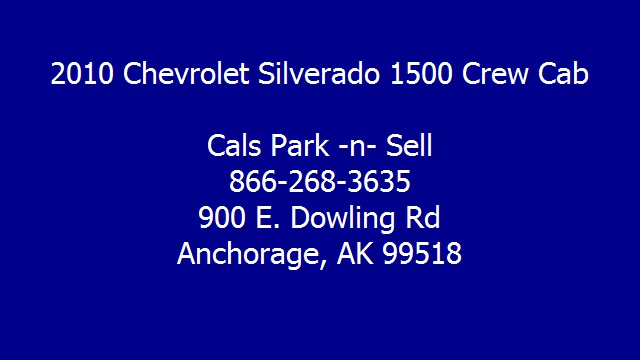 2010 Chevrolet Silverado 1500 Crew Cab
Cals Park -n- Sell
866-268-3635
900 E. Dowling Rd
Anchorage, AK 99518